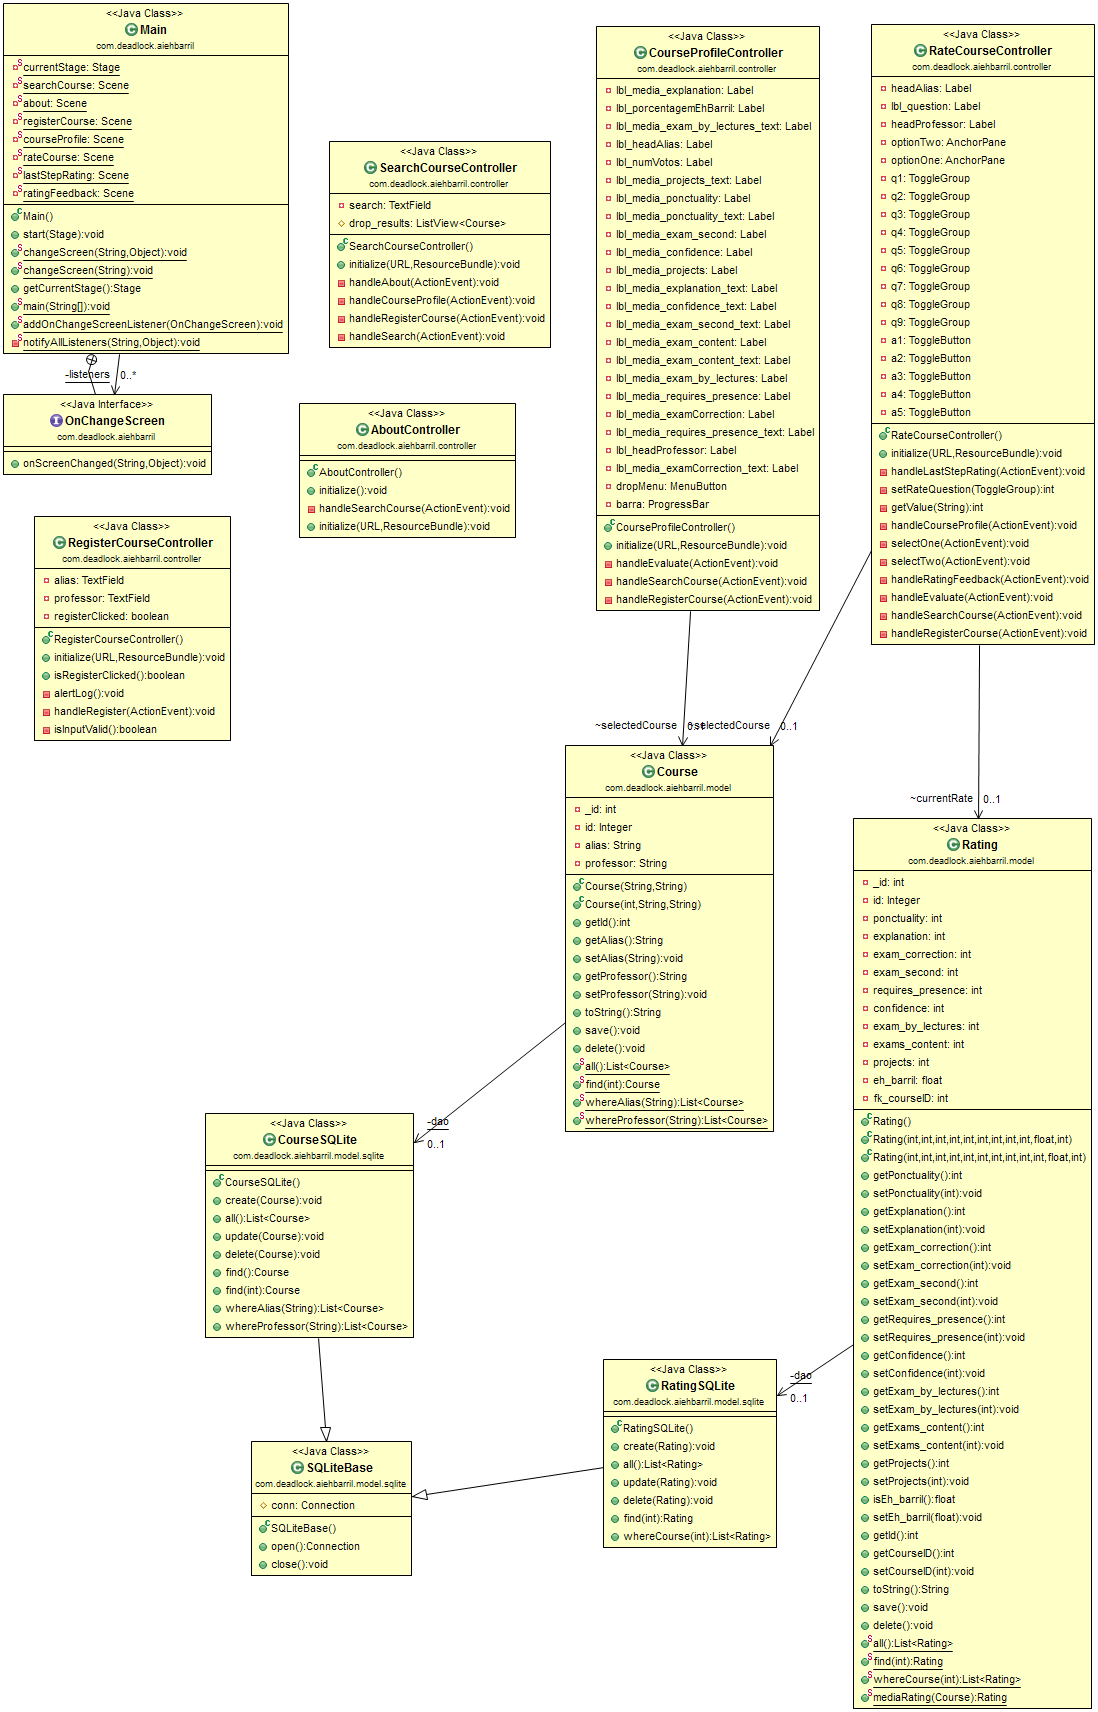 <<Java Class>>
Main
com.deadlock.aiehbarril
currentStage: Stage
searchCourse: Scene
about: Scene
registerCourse: Scene
courseProfile: Scene
rateCourse: Scene
lastStepRating: Scene
ratingFeedback: Scene
Main()
start(Stage):void
changeScreen(String,Object):void
changeScreen(String):void
getCurrentStage():Stage
main(String[]):void
addOnChangeScreenListener(OnChangeScreen):void
notifyAllListeners(String,Object):void
-listeners
0..*
<<Java Interface>>
OnChangeScreen
com.deadlock.aiehbarril
onScreenChanged(String,Object):void
<<Java Class>>
RegisterCourseController
com.deadlock.aiehbarril.controller
alias: TextField
professor: TextField
registerClicked: boolean
RegisterCourseController()
initialize(URL,ResourceBundle):void
isRegisterClicked():boolean
alertLog():void
handleRegister(ActionEvent):void
isInputValid():boolean
<<Java Class>>
SearchCourseController
com.deadlock.aiehbarril.controller
search: TextField
drop_results: ListView<Course>
SearchCourseController()
initialize(URL,ResourceBundle):void
handleAbout(ActionEvent):void
handleCourseProfile(ActionEvent):void
handleRegisterCourse(ActionEvent):void
handleSearch(ActionEvent):void
<<Java Class>>
AboutController
com.deadlock.aiehbarril.controller
AboutController()
initialize():void
handleSearchCourse(ActionEvent):void
initialize(URL,ResourceBundle):void
<<Java Class>>
CourseProfileController
com.deadlock.aiehbarril.controller
lbl_media_explanation: Label
lbl_porcentagemEhBarril: Label
lbl_media_exam_by_lectures_text: Label
lbl_headAlias: Label
lbl_numVotos: Label
lbl_media_projects_text: Label
lbl_media_ponctuality: Label
lbl_media_ponctuality_text: Label
lbl_media_exam_second: Label
lbl_media_confidence: Label
lbl_media_projects: Label
lbl_media_explanation_text: Label
lbl_media_confidence_text: Label
lbl_media_exam_second_text: Label
lbl_media_exam_content: Label
lbl_media_exam_content_text: Label
lbl_media_exam_by_lectures: Label
lbl_media_requires_presence: Label
lbl_media_examCorrection: Label
lbl_media_requires_presence_text: Label
lbl_headProfessor: Label
lbl_media_examCorrection_text: Label
dropMenu: MenuButton
barra: ProgressBar
CourseProfileController()
initialize(URL,ResourceBundle):void
handleEvaluate(ActionEvent):void
handleSearchCourse(ActionEvent):void
handleRegisterCourse(ActionEvent):void
<<Java Class>>
RateCourseController
com.deadlock.aiehbarril.controller
headAlias: Label
lbl_question: Label
headProfessor: Label
optionTwo: AnchorPane
optionOne: AnchorPane
q1: ToggleGroup
q2: ToggleGroup
q3: ToggleGroup
q4: ToggleGroup
q5: ToggleGroup
q6: ToggleGroup
q7: ToggleGroup
q8: ToggleGroup
q9: ToggleGroup
a1: ToggleButton
a2: ToggleButton
a3: ToggleButton
a4: ToggleButton
a5: ToggleButton
RateCourseController()
initialize(URL,ResourceBundle):void
handleLastStepRating(ActionEvent):void
setRateQuestion(ToggleGroup):int
getValue(String):int
handleCourseProfile(ActionEvent):void
selectOne(ActionEvent):void
selectTwo(ActionEvent):void
handleRatingFeedback(ActionEvent):void
handleEvaluate(ActionEvent):void
handleSearchCourse(ActionEvent):void
handleRegisterCourse(ActionEvent):void
~selectedCourse
0..1
~selectedCourse
0..1
~currentRate
0..1
<<Java Class>>
Course
com.deadlock.aiehbarril.model
_id: int
id: Integer
alias: String
professor: String
Course(String,String)
Course(int,String,String)
getId():int
getAlias():String
setAlias(String):void
getProfessor():String
setProfessor(String):void
toString():String
save():void
delete():void
all():List<Course>
find(int):Course
whereAlias(String):List<Course>
whereProfessor(String):List<Course>
-dao
0..1
<<Java Class>>
Rating
com.deadlock.aiehbarril.model
_id: int
id: Integer
ponctuality: int
explanation: int
exam_correction: int
exam_second: int
requires_presence: int
confidence: int
exam_by_lectures: int
exams_content: int
projects: int
eh_barril: float
fk_courseID: int
Rating()
Rating(int,int,int,int,int,int,int,int,int,float,int)
Rating(int,int,int,int,int,int,int,int,int,int,float,int)
getPonctuality():int
setPonctuality(int):void
getExplanation():int
setExplanation(int):void
getExam_correction():int
setExam_correction(int):void
getExam_second():int
setExam_second(int):void
getRequires_presence():int
setRequires_presence(int):void
getConfidence():int
setConfidence(int):void
getExam_by_lectures():int
setExam_by_lectures(int):void
getExams_content():int
setExams_content(int):void
getProjects():int
setProjects(int):void
isEh_barril():float
setEh_barril(float):void
getId():int
getCourseID():int
setCourseID(int):void
toString():String
save():void
delete():void
all():List<Rating>
find(int):Rating
whereCourse(int):List<Rating>
mediaRating(Course):Rating
-dao
0..1
<<Java Class>>
CourseSQLite
com.deadlock.aiehbarril.model.sqlite
CourseSQLite()
create(Course):void
all():List<Course>
update(Course):void
delete(Course):void
find():Course
find(int):Course
whereAlias(String):List<Course>
whereProfessor(String):List<Course>
<<Java Class>>
RatingSQLite
com.deadlock.aiehbarril.model.sqlite
RatingSQLite()
create(Rating):void
all():List<Rating>
update(Rating):void
delete(Rating):void
find(int):Rating
whereCourse(int):List<Rating>
<<Java Class>>
SQLiteBase
com.deadlock.aiehbarril.model.sqlite
conn: Connection
SQLiteBase()
open():Connection
close():void